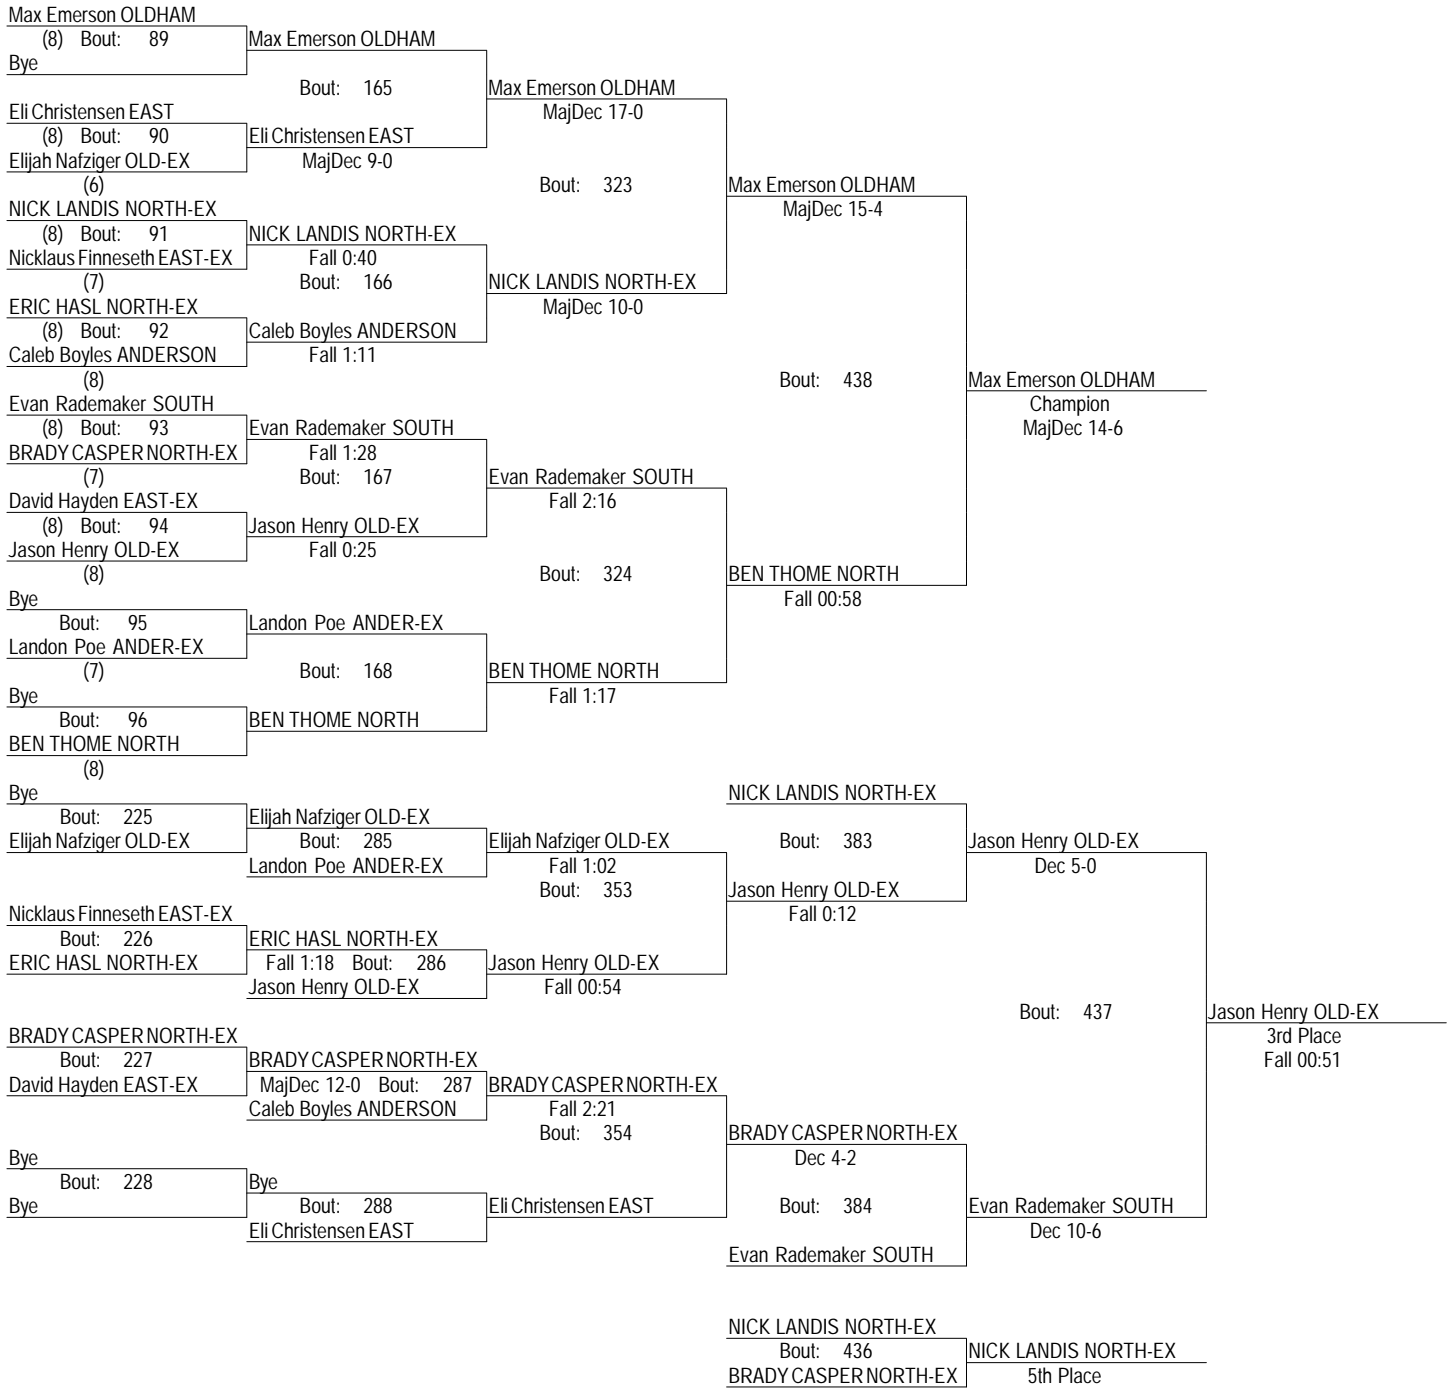 Max Emerson OLDHAM
(8) Bout: 89 Max Emerson OLDHAM
Bye
Bout: 165 Max Emerson OLDHAM
Eli Christensen EAST MajDec 17-0
(8) Bout: 90 Eli Christensen EAST
Elijah Nafziger OLD-EX MajDec 9-0
(6) Bout: 323 Max Emerson OLDHAM
NICK LANDIS NORTH-EX MajDec 15-4
(8) Bout: 91 NICK LANDIS NORTH-EX
Nicklaus Finneseth EAST-EX Fall 0:40
(7) Bout: 166 NICK LANDIS NORTH-EX
ERIC HASL NORTH-EX MajDec 10-0
(8) Bout: 92 Caleb Boyles ANDERSON
Caleb Boyles ANDERSON Fall 1:11
(8) Bout: 438 Max Emerson OLDHAM
Evan Rademaker SOUTH Champion
(8) Bout: 93 Evan Rademaker SOUTH MajDec 14-6
BRADY CASPER NORTH-EX Fall 1:28
(7) Bout: 167 Evan Rademaker SOUTH
David Hayden EAST-EX Fall 2:16
(8) Bout: 94 Jason Henry OLD-EX
Jason Henry OLD-EX Fall 0:25
(8) Bout: 324 BEN THOME NORTH
Bye Fall 00:58
Bout: 95 Landon Poe ANDER-EX
Landon Poe ANDER-EX
(7) Bout: 168 BEN THOME NORTH
Bye Fall 1:17
Bout: 96 BEN THOME NORTH
BEN THOME NORTH
(8)
Bye NICK LANDIS NORTH-EX
Bout: 225 Elijah Nafziger OLD-EX
Elijah Nafziger OLD-EX Bout: 285 Elijah Nafziger OLD-EX Bout: 383 Jason Henry OLD-EX
Landon Poe ANDER-EX Fall 1:02 Dec 5-0
Bout: 353 Jason Henry OLD-EX
Nicklaus Finneseth EAST-EX Fall 0:12
Bout: 226 ERIC HASL NORTH-EX
ERIC HASL NORTH-EX Fall 1:18 Bout: 286 Jason Henry OLD-EX
Jason Henry OLD-EX Fall 00:54
Bout: 437 Jason Henry OLD-EX
BRADY CASPER NORTH-EX 3rd Place
Bout: 227 BRADY CASPER NORTH-EX Fall 00:51
David Hayden EAST-EX MajDec 12-0 Bout: 287 BRADY CASPER NORTH-EX
Caleb Boyles ANDERSON Fall 2:21
Bout: 354 BRADY CASPER NORTH-EX
Bye Dec 4-2
Bout: 228 Bye
Bye Bout: 288 Eli Christensen EAST Bout: 384 Evan Rademaker SOUTH
Eli Christensen EAST Dec 10-6
Evan Rademaker SOUTH
NICK LANDIS NORTH-EX
Bout: 436 NICK LANDIS NORTH-EX
BRADY CASPER NORTH-EX 5th Place